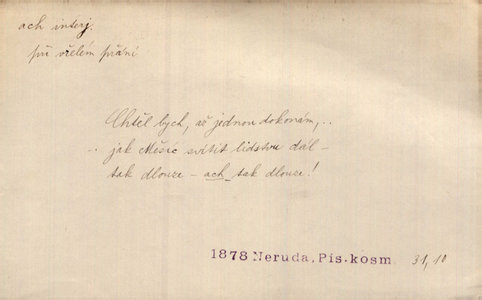 ach interj.
při vřelém přání
Chtěl bych, až jednou dokonám, ..
.. jak Měsíc svítit lidstvu dál –
tak dlouze – ach tak dlouze!
1878 Neruda, Pís. kosm. 31, 10